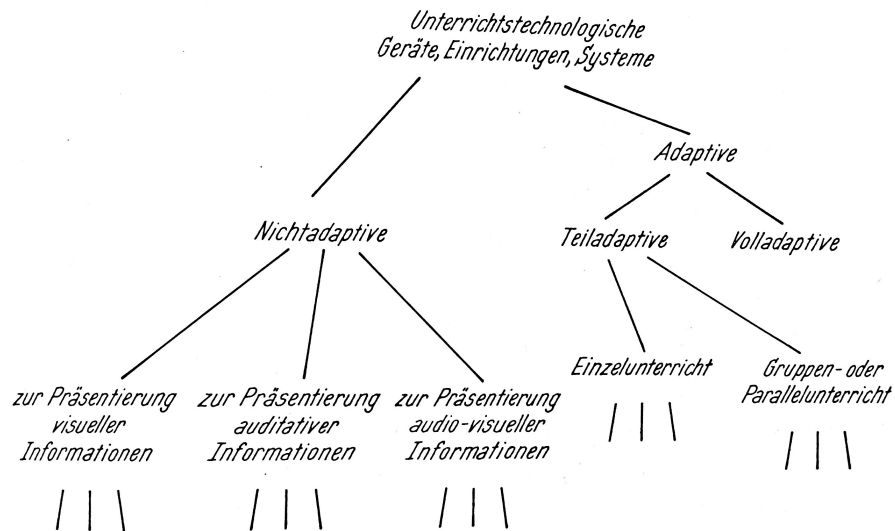 Unterrichtstechnologische
Geräte, Einrichtungen, Systeme
Adaptive
Nichtadaptive
Teiladaptive
Volladaptive
Einzelunterricht
Gruppen- oder
Parallelunterricht
zur Präsentierung
visueller
Informationen
zur Präsentierung
auditativer
Informationen
zur Präsentierung
audio-visueller
Informationen